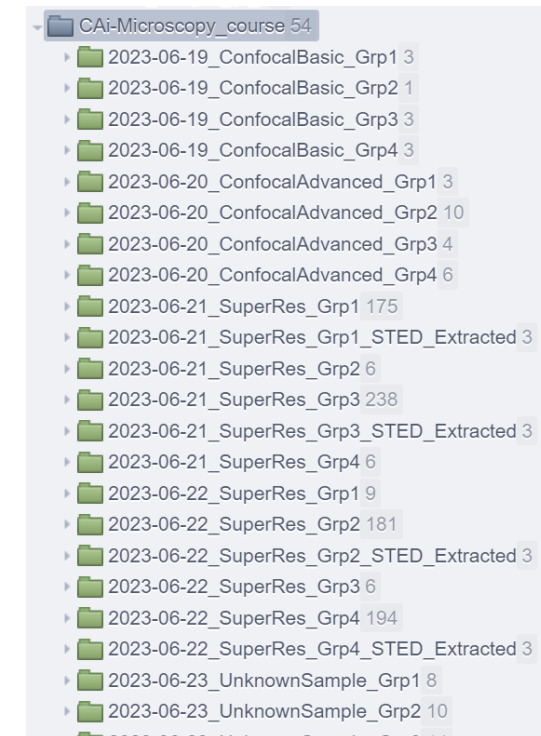 CAi-Microscopy_course 54
2023-06-19_ConfocalBasic_Grp1 3
2023-06-19_ConfocalBasic_Grp2 1
2023-06-19_ConfocalBasic_Grp3 3
2023-06-19_ConfocalBasic_Grp4 3
2023-06-20_ConfocalAdvanced_Grp1 3
2023-06-20_ConfocalAdvanced_Grp2 10
2023-06-20_ConfocalAdvanced_Grp3 4
2023-06-20_ConfocalAdvanced_Grp4 6
2023-06-21_SuperRes_Grp1 175
2023-06-21_SuperRes_Grp1_STED_Extracted 3
2023-06-21_SuperRes_Grp2 6
2023-06-21_SuperRes_Grp3 238
2023-06-21_SuperRes_Grp3_STED_Extracted 3
2023-06-21_SuperRes_Grp4 6
2023-06-22_SuperRes_Grp1 9
2023-06-22_SuperRes_Grp2 181
2023-06-22_SuperRes_Grp2_STED_Extracted 3
2023-06-22_SuperRes_Grp3 6
2023-06-22_SuperRes_Grp4 194
2023-06-22_SuperRes_Grp4_STED_Extracted 3
2023-06-23_UnknownSample_Grp1 8
2023-06-23_UnknownSample_Grp2 10